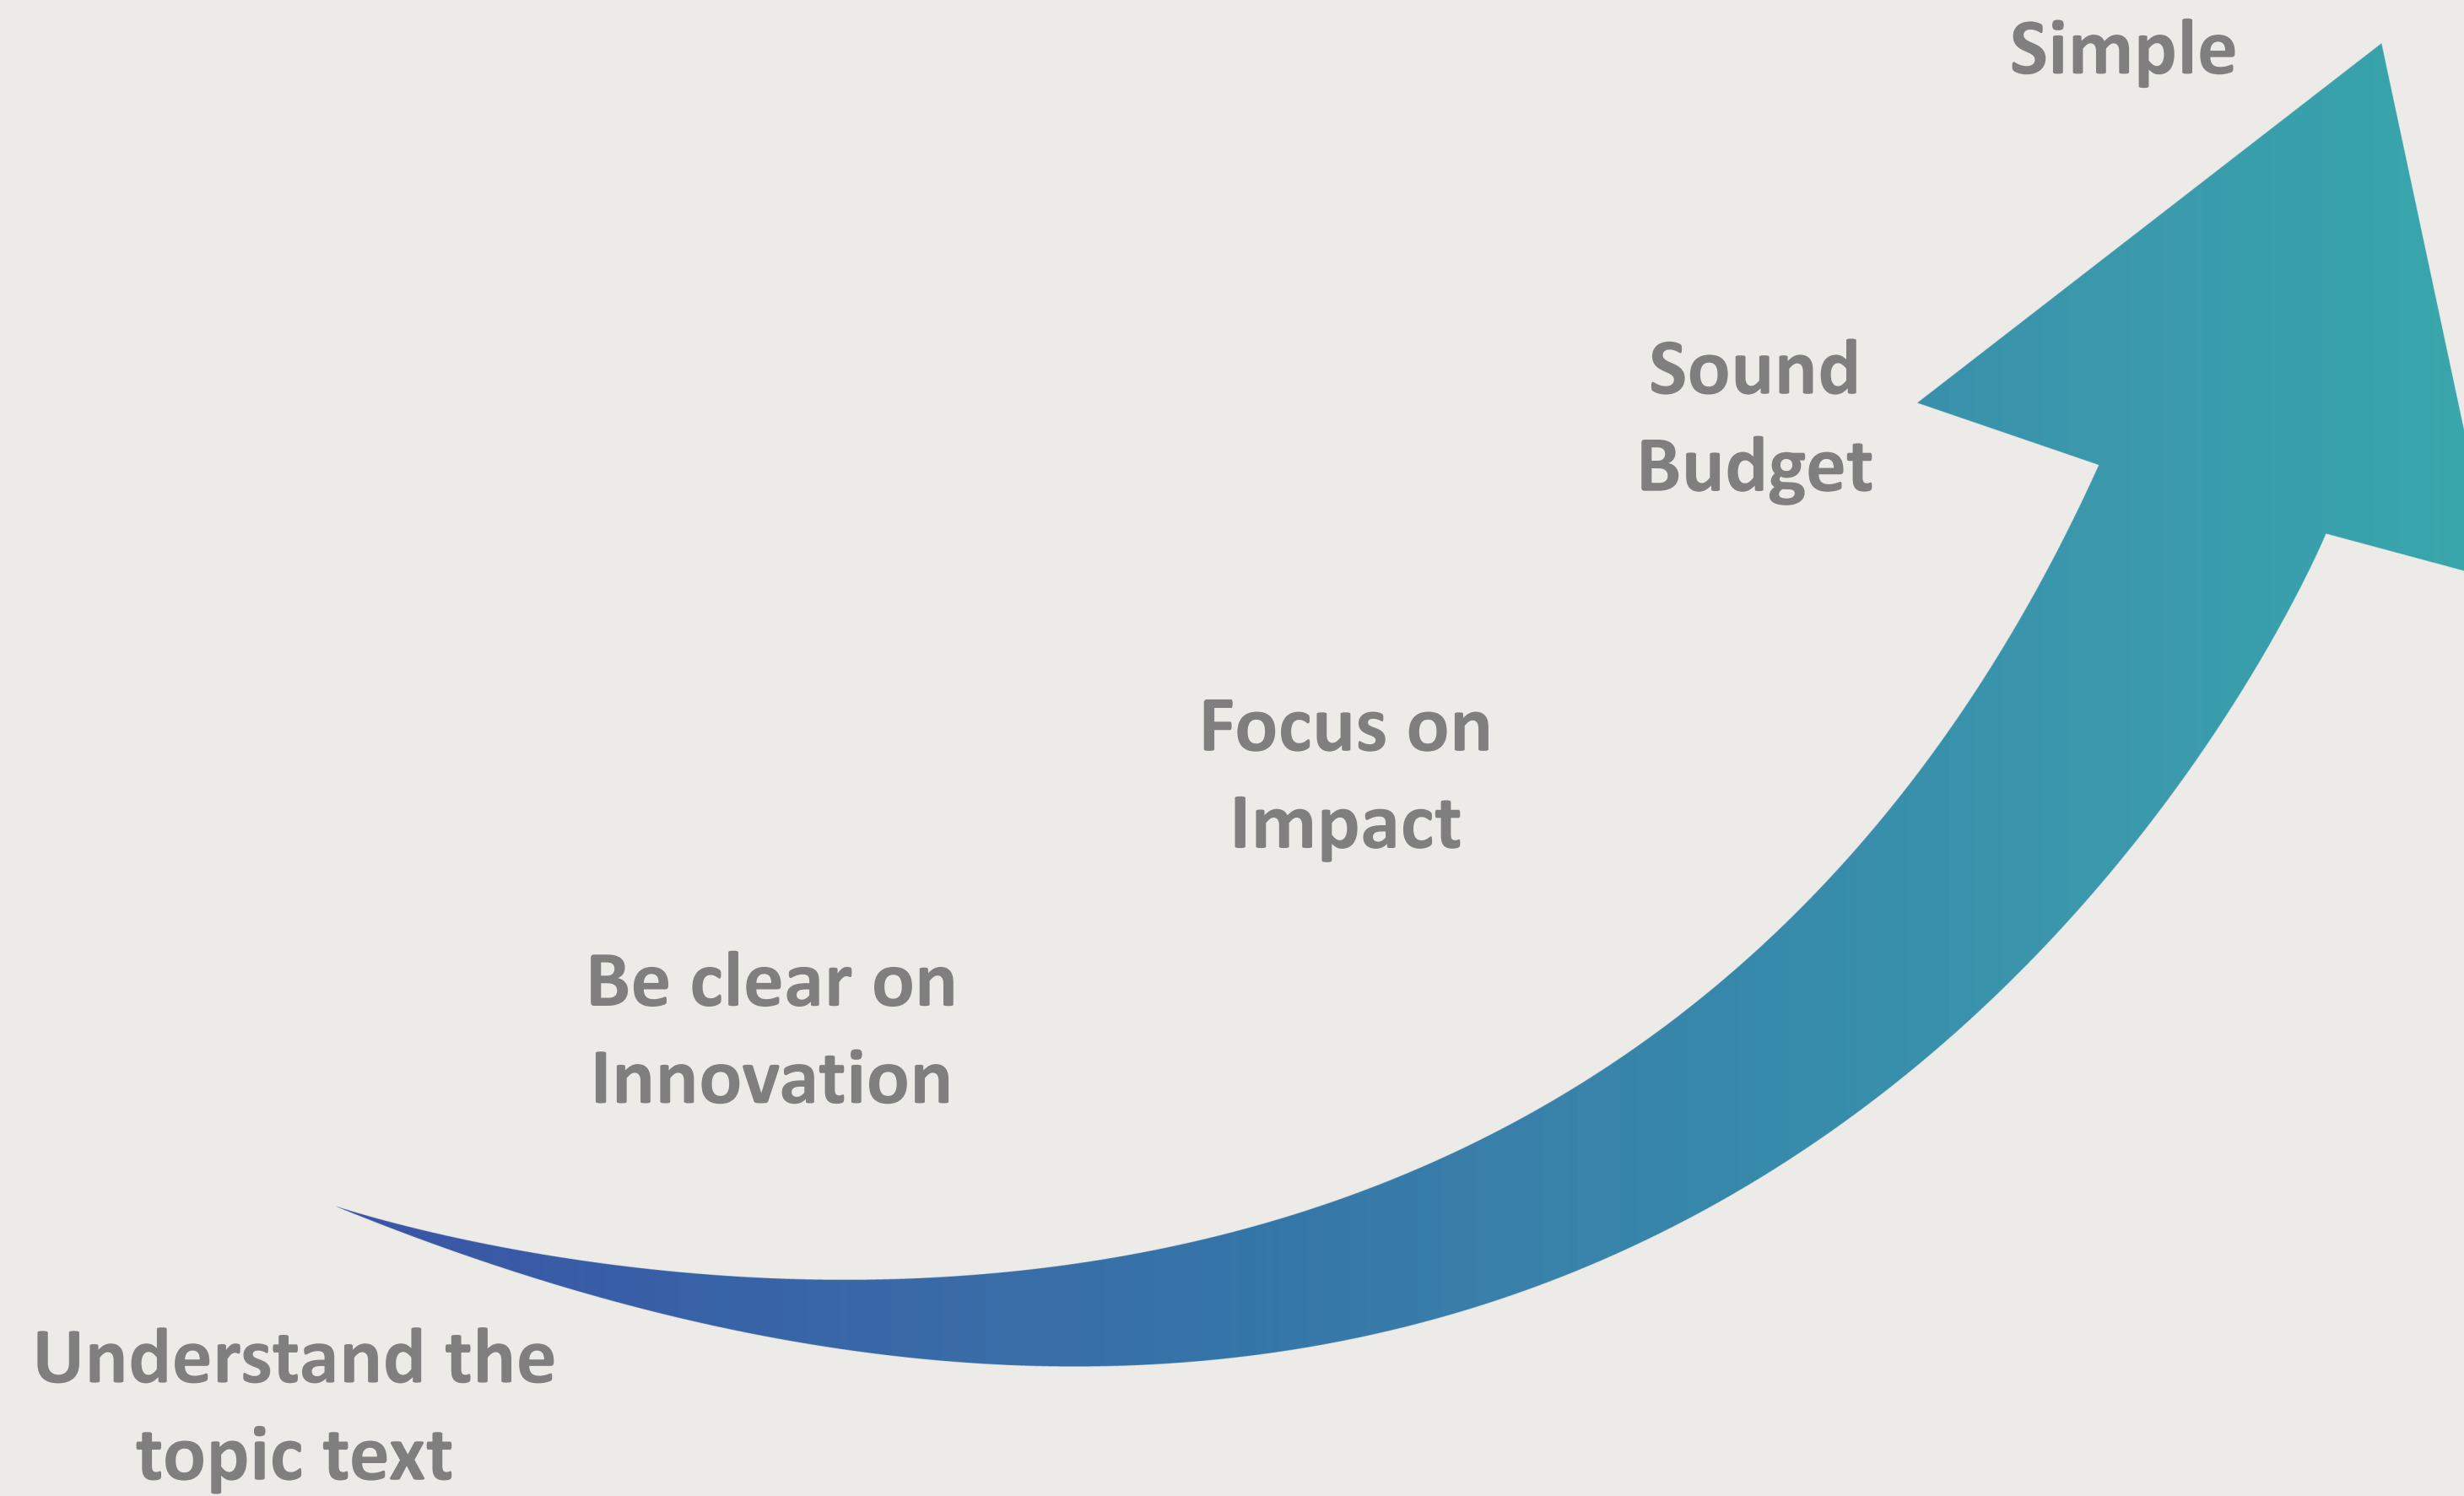 Simple
Sound
Budget
Focus on
Impact
Be clear on
Innovation
Understand the
topic text